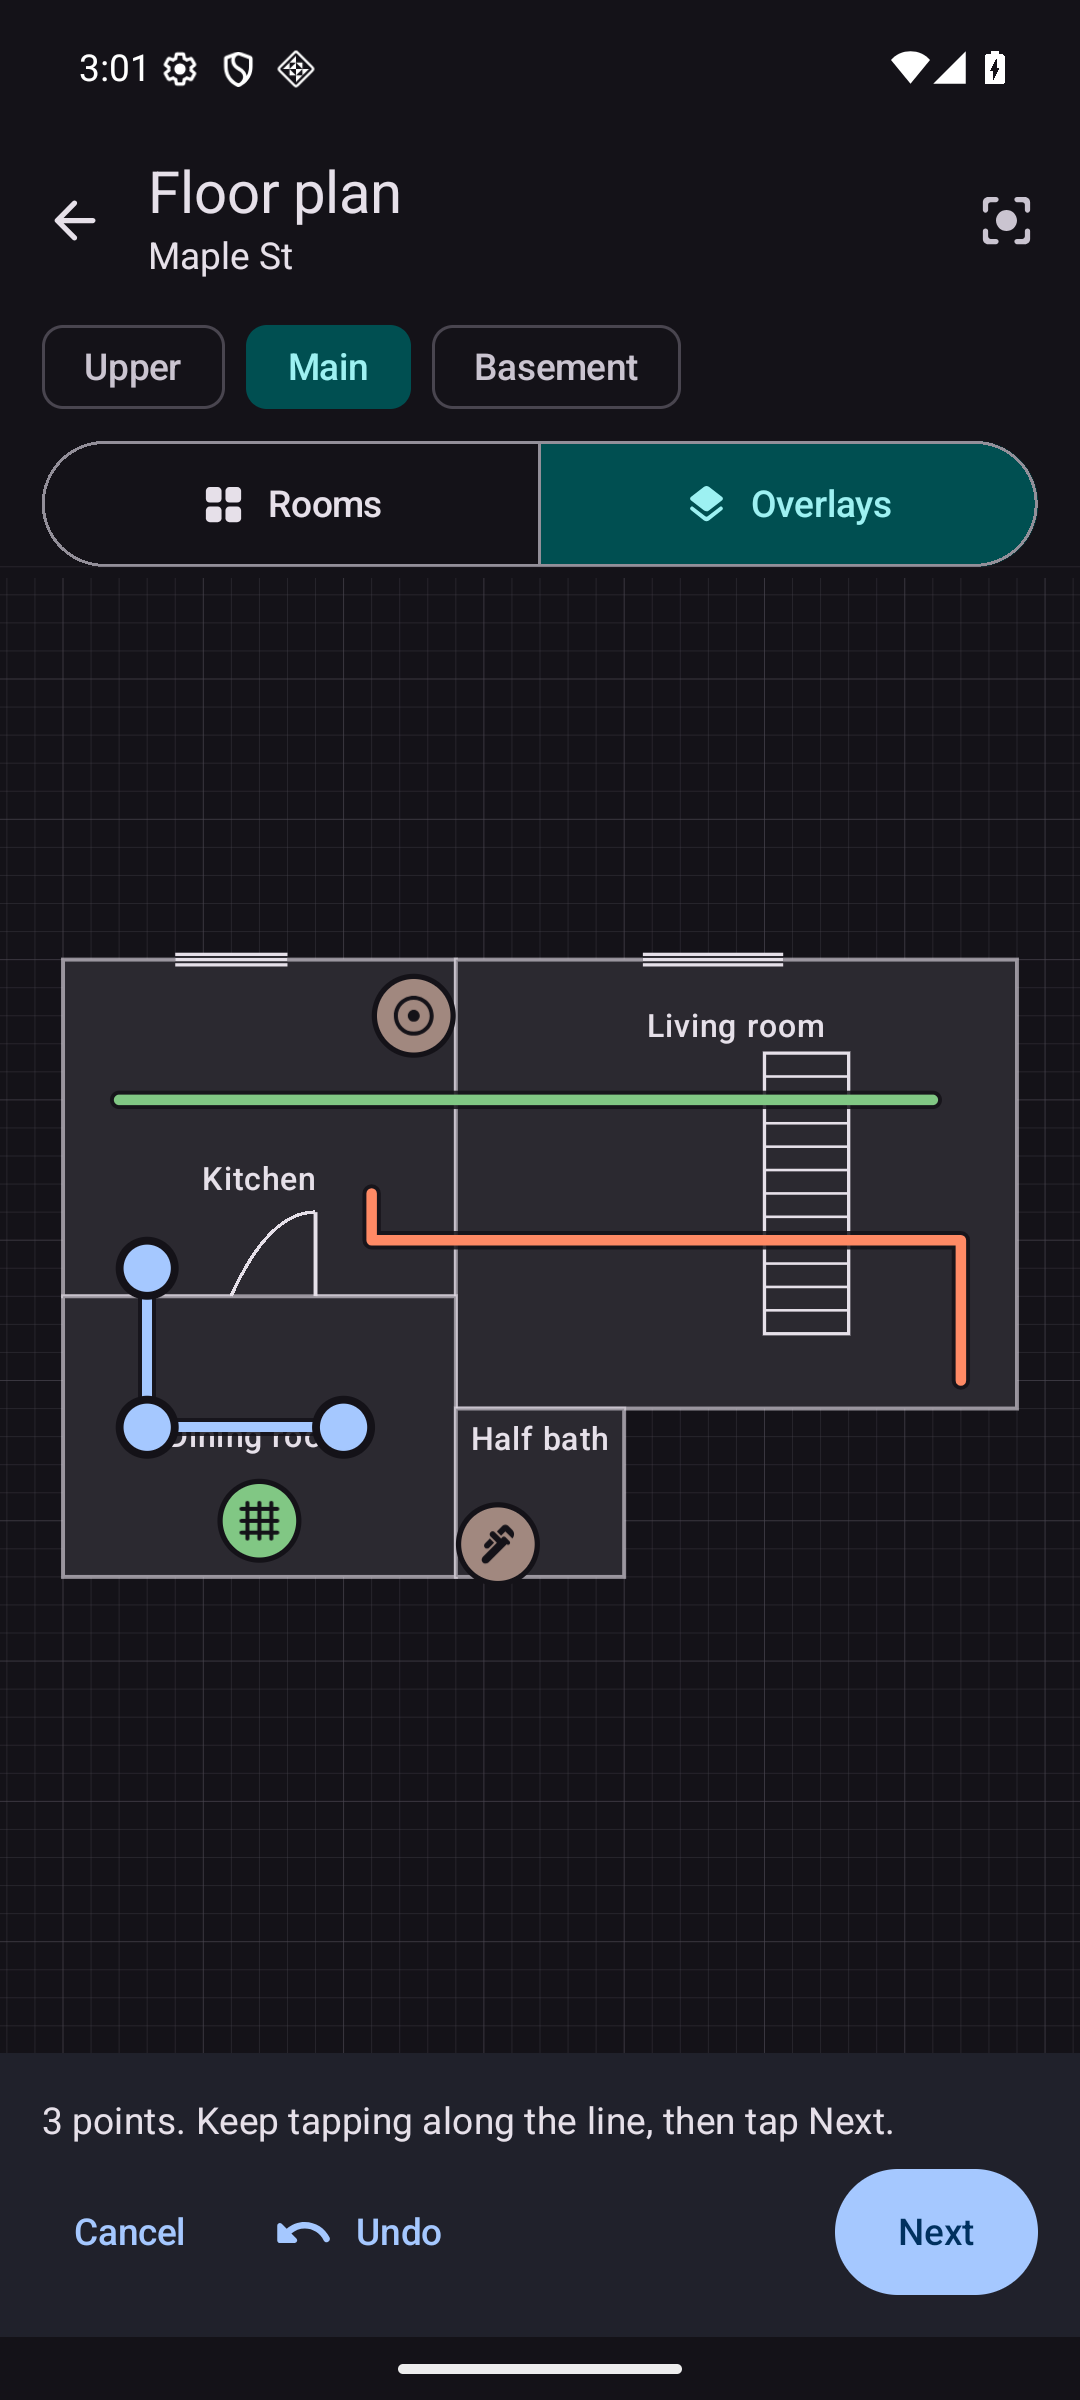 3:01
Floor plan
Maple St
Upper
Main
Basement
Rooms
Overlays
Living room
Kitchen
Dining
Half bath
3 points. Keep tapping along the line, then tap Next.
Cancel
Undo
Next